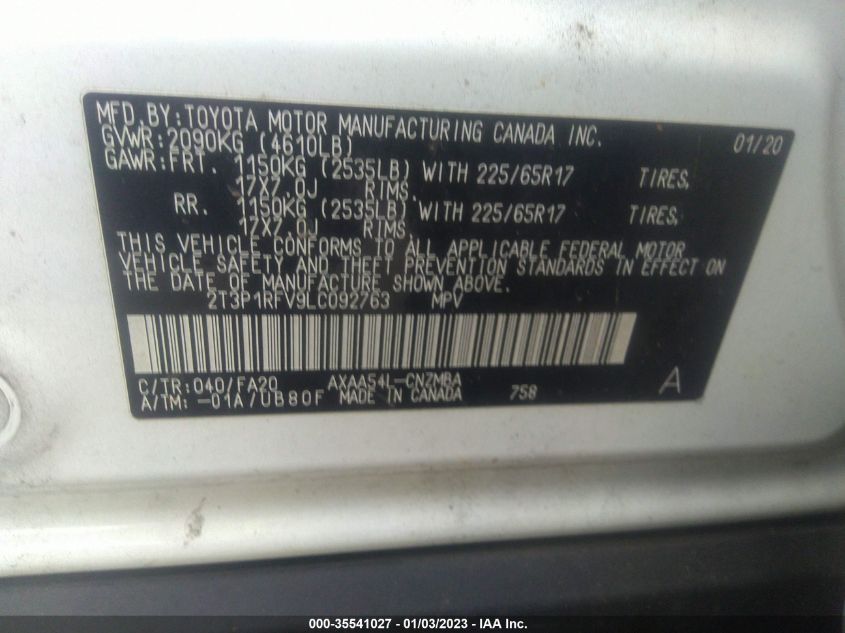 MFD.BY:TOYOTA MOTOR MANUFACTURING CANADA INC. 01/20
GVWR:2090KG (4610LB)
GAWR:FRT. 1150KG (2535LB) WITH 225/65R17 TIRES,
17X7.0J RIMS,
RR. 1150KG (2535LB) WITH 225/65R17 TIRES,
17X7.0J RIMS
THIS VEHICLE CONFORMS TO ALL APPLICABLE FEDERAL MOTOR
VEHICLE SAFETY AND THEFT PREVENTION STANDARDS IN EFFECT ON
THE DATE OF MANUFACTURE SHOWN ABOVE.
2T3P1RFV9LC092763 MPV
C/TR:040/FA20 AXAA54L-CNZMBA
A/TM:-01A/UB80F MADE IN CANADA 758 A
000-35541027 - 01/03/2023 - IAA Inc.